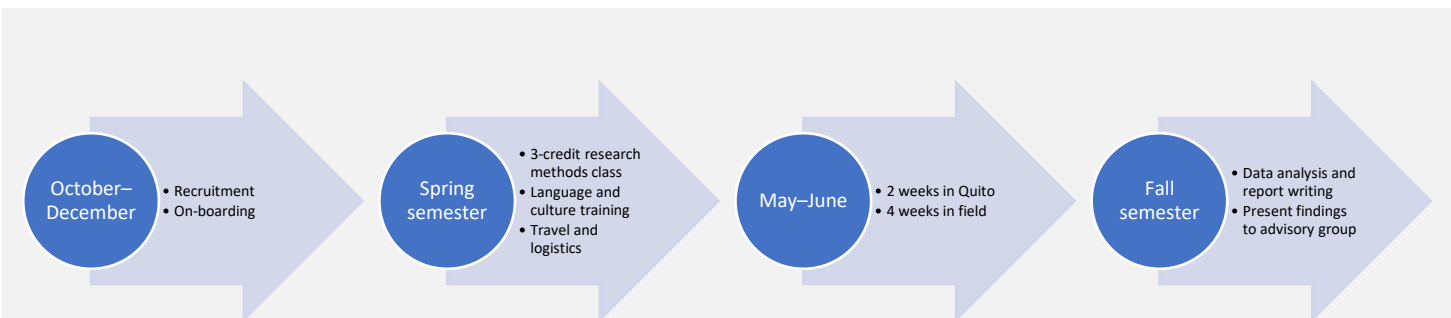 October–
December
• Recruitment
• On-boarding
Spring
semester
• 3-credit research
methods class
• Language and
culture training
• Travel and
logistics
May–June
• 2 weeks in Quito
• 4 weeks in field
Fall
semester
• Data analysis and
report writing
• Present findings
to advisory group